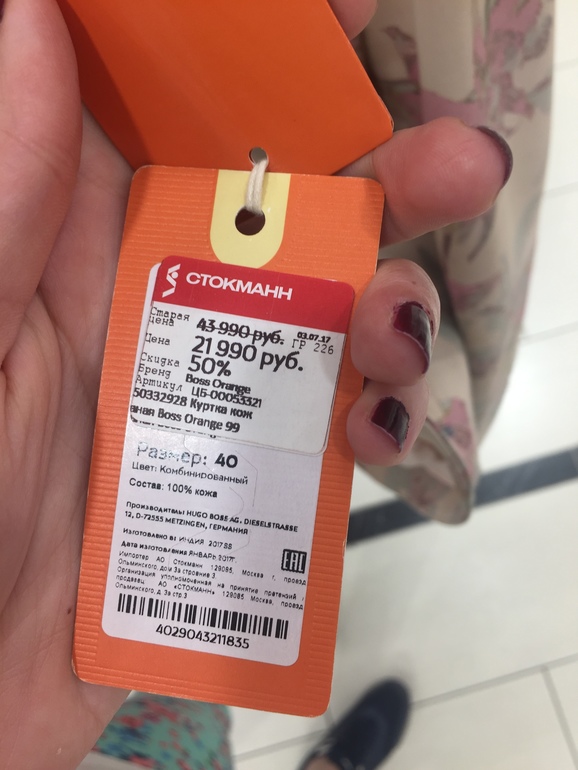 СТОКМАНН
Старая цена 43 990 руб. 03.07.17
Цена 21 990 руб. ГР 226
Скидка 50%
Бренд Boss Orange
Артикул ЦБ-00053321
50332928 Куртка кож
аная Boss Orange 99
Размер: 40
Цвет: Комбинированный
Состав: 100% кожа
Производитель: HUGO BOSS AG, DIESELSTRASSE
12, D-72555 METZINGEN, ГЕРМАНИЯ
Изготовлено в: ИНДИЯ 2017SS
Дата изготовления: ЯНВАРЬ 2017Г.
Импортер АО Стокманн 129085, Москва г, проезд
Ольминского, дом 3а строение 3
Организация уполномоченная на принятие претензий
продавец АО «СТОКМАНН» 129085 Москва, проезд
Ольминского, д. 3а стр.3
EAC
4029043211835